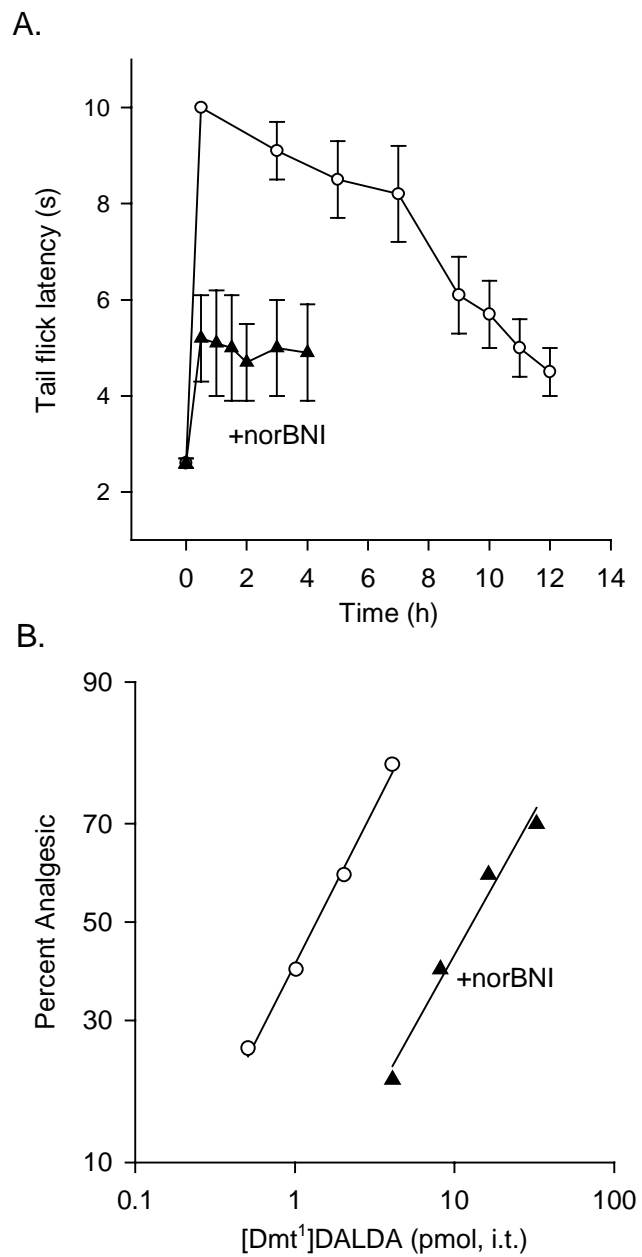 A.
10
8
6
4
2
Tail flick latency (s)
+norBNI
0 2 4 6 8 10 12 14
Time (h)
B.
90
70
50
30
10
Percent Analgesic
+norBNI
0.1 1 10 100
[Dmt¹]DALDA (pmol, i.t.)